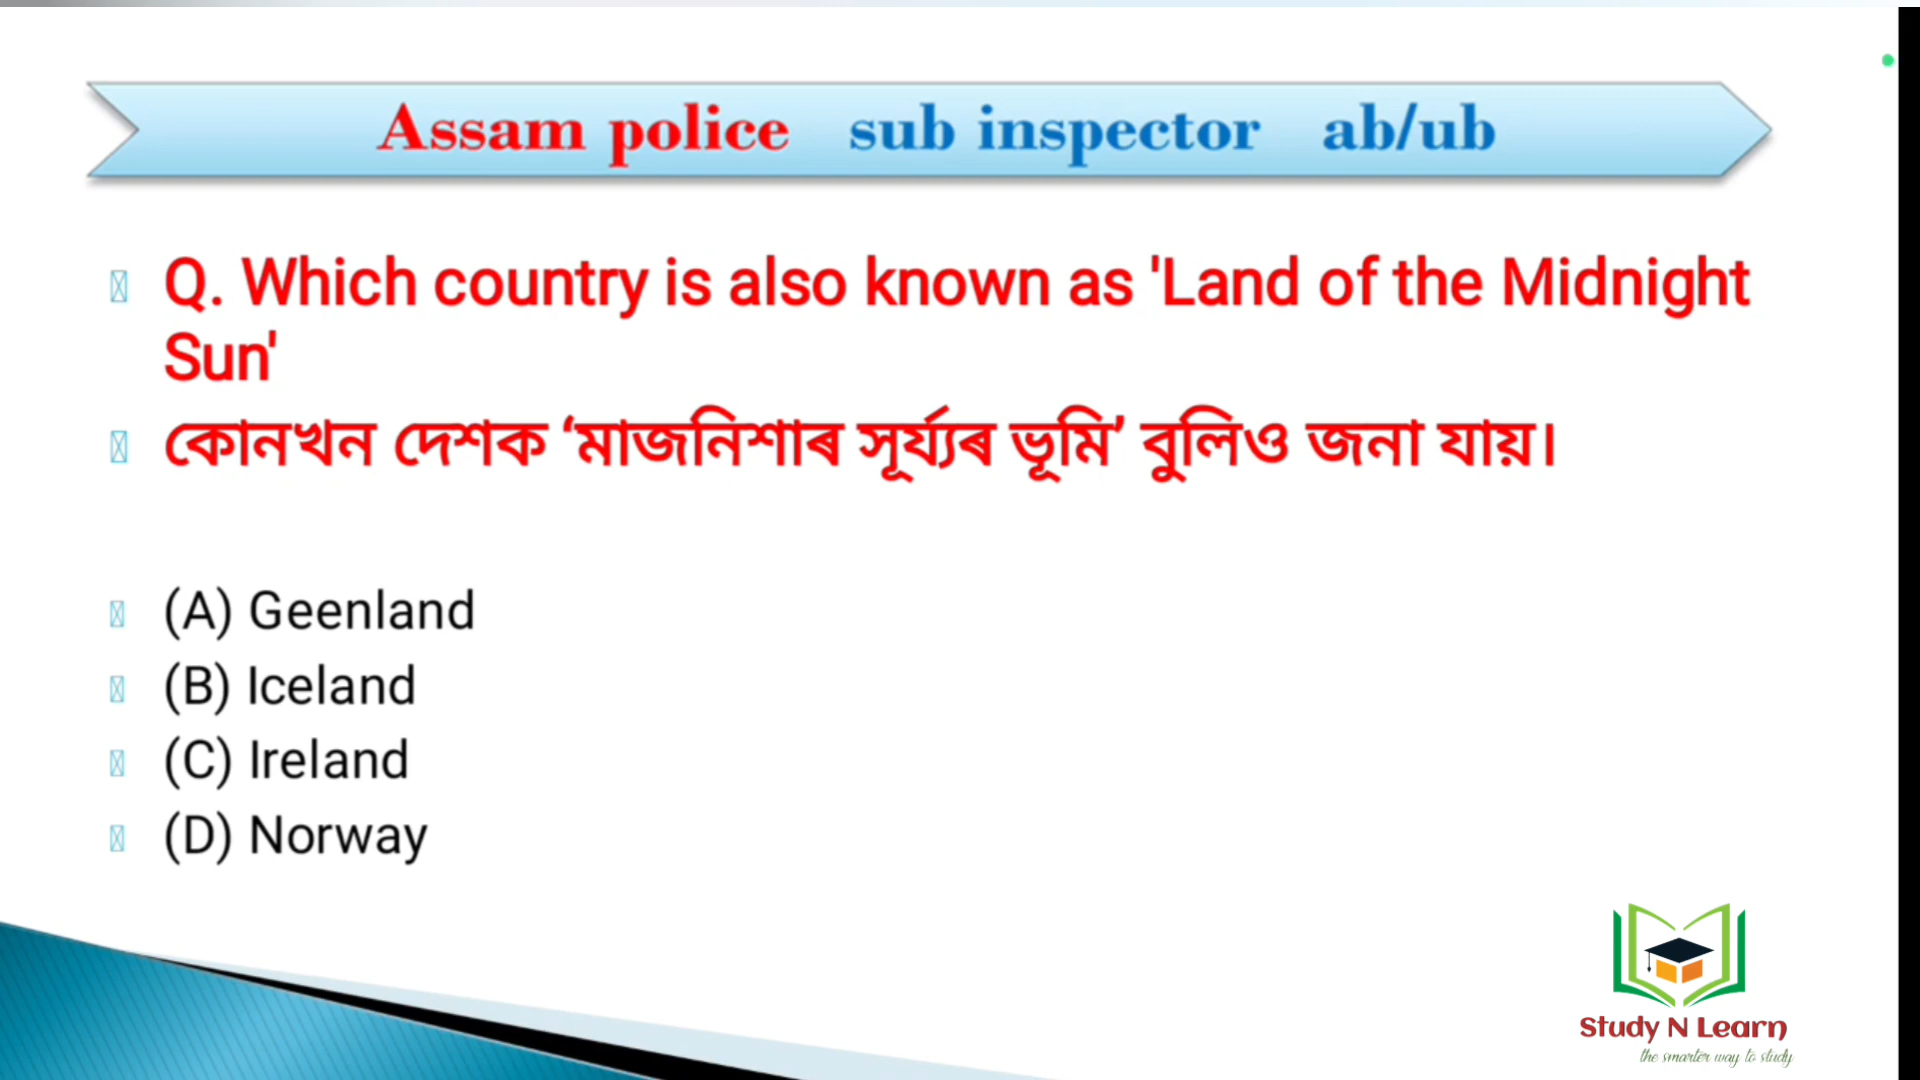 Assam police sub inspector ab/ub
Q. Which country is also known as 'Land of the Midnight
Sun'
কোনখন দেশক ‘মাজনিশাৰ সূৰ্য্যৰ ভূমি’ বুলিও জনা যায়।
(A) Geenland
(B) Iceland
(C) Ireland
(D) Norway
Study N Learn
the smarter way to study